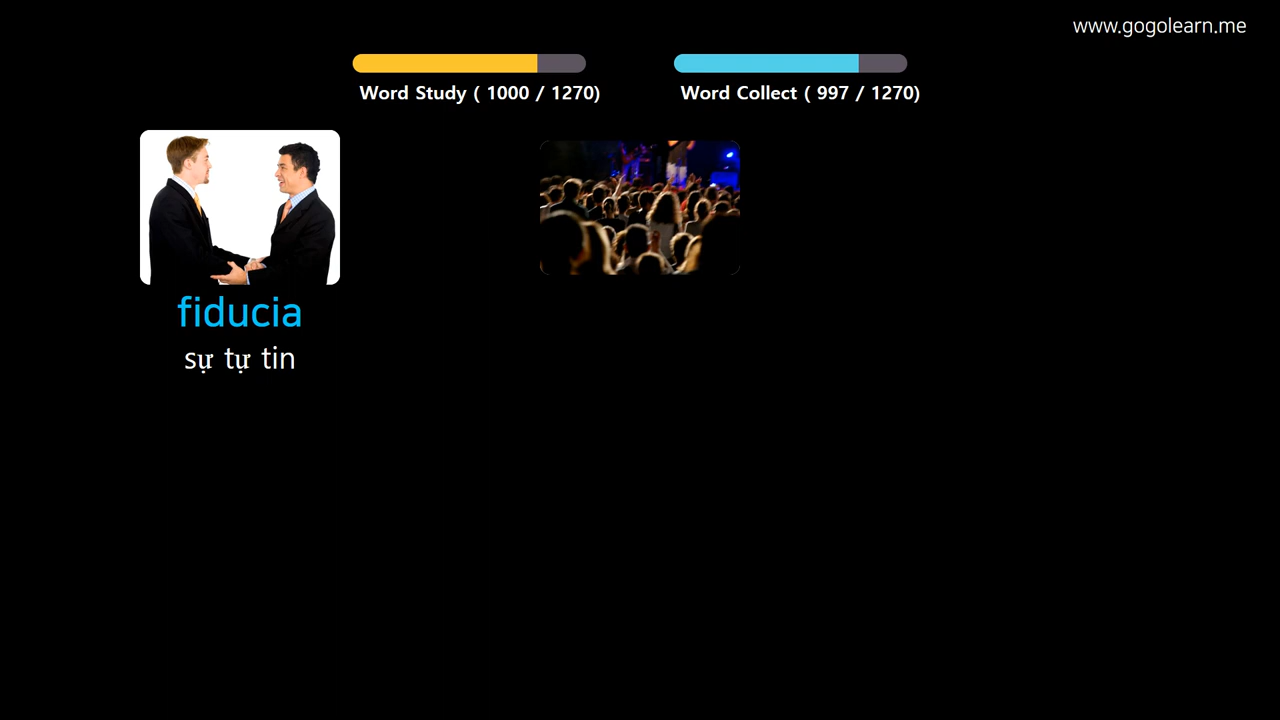 www.gogolearn.me
Word Study ( 1000 / 1270)
Word Collect ( 997 / 1270)
fiducia
sự tự tin